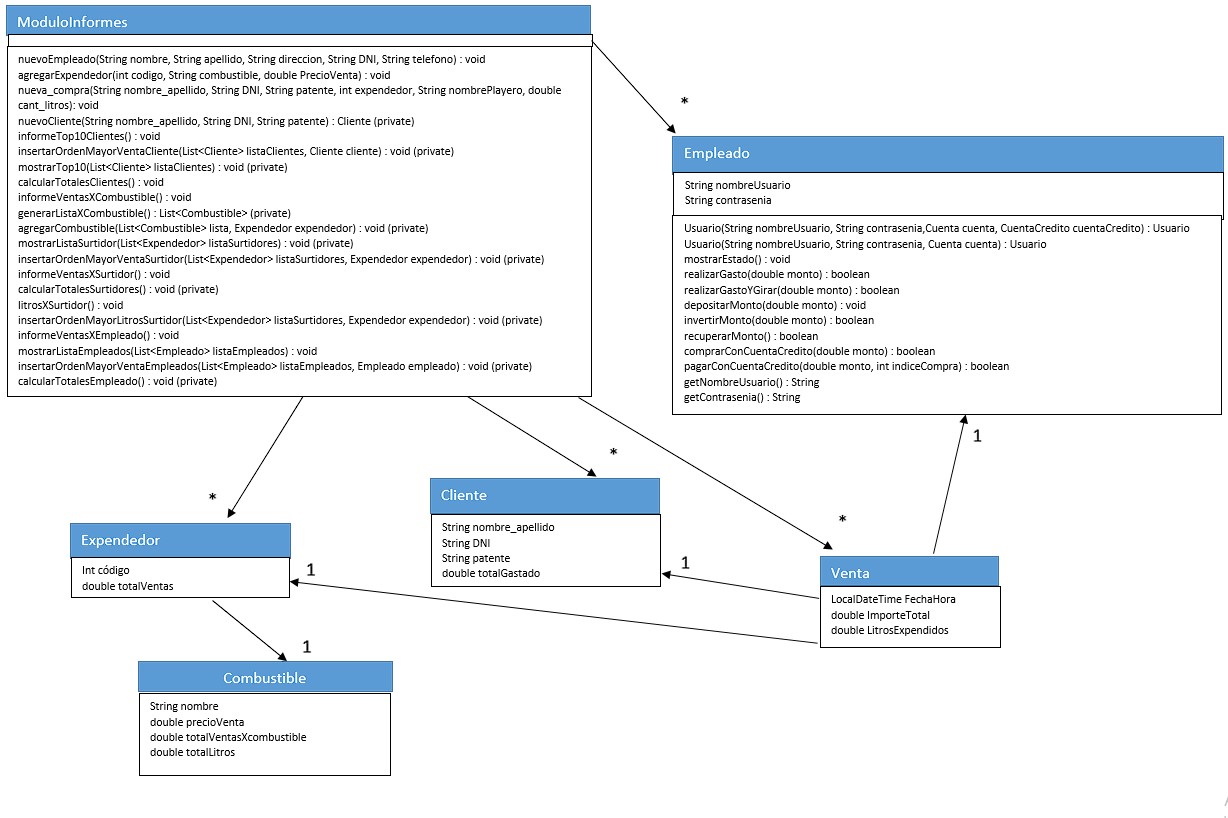 ModuloInformes
nuevoEmpleado(String nombre, String apellido, String direccion, String DNI, String telefono) : void
agregarExpendedor(int codigo, String combustible, double PrecioVenta) : void
nueva_compra(String nombre_apellido, String DNI, String patente, int expendedor, String nombrePlayero, double
cant_litros): void
nuevoCliente(String nombre_apellido, String DNI, String patente) : Cliente (private)
informeTop10Clientes() : void
insertarOrdenMayorVentaCliente(List<Cliente> listaClientes, Cliente cliente) : void (private)
mostrarTop10(List<Cliente> listaClientes) : void (private)
calcularTotalesClientes() : void
informeVentasXCombustible() : void
generarListaXCombustible() : List<Combustible> (private)
agregarCombustible(List<Combustible> lista, Expendedor expendedor) : void (private)
mostrarListaSurtidor(List<Expendedor> listaSurtidores) : void (private)
insertarOrdenMayorVentaSurtidor(List<Expendedor> listaSurtidores, Expendedor expendedor) : void (private)
informeVentasXSurtidor() : void
calcularTotalesSurtidores() : void (private)
litrosXSurtidor() : void
insertarOrdenMayorLitrosSurtidor(List<Expendedor> listaSurtidores, Expendedor expendedor) : void (private)
informeVentasXEmpleado() : void
mostrarListaEmpleados(List<Empleado> listaEmpleados) : void
insertarOrdenMayorVentaEmpleados(List<Empleado> listaEmpleados, Empleado empleado) : void (private)
calcularTotalesEmpleado() : void (private)
*
Empleado
String nombreUsuario
String contrasenia
Usuario(String nombreUsuario, String contrasenia,Cuenta cuenta, CuentaCredito cuentaCredito) : Usuario
Usuario(String nombreUsuario, String contrasenia, Cuenta cuenta) : Usuario
mostrarEstado() : void
realizarGasto(double monto) : boolean
realizarGastoYGirar(double monto) : boolean
depositarMonto(double monto) : void
invertirMonto(double monto) : boolean
recuperarMonto() : boolean
comprarConCuentaCredito(double monto) : boolean
pagarConCuentaCredito(double monto, int indiceCompra) : boolean
getNombreUsuario() : String
getContrasenia() : String
1
*
*
*
Cliente
String nombre_apellido
String DNI
String patente
double totalGastado
1
Expendedor
Int código
double totalVentas
1
Venta
LocalDateTime FechaHora
double ImporteTotal
double LitrosExpendidos
1
Combustible
String nombre
double precioVenta
double totalVentasXcombustible
double totalLitros